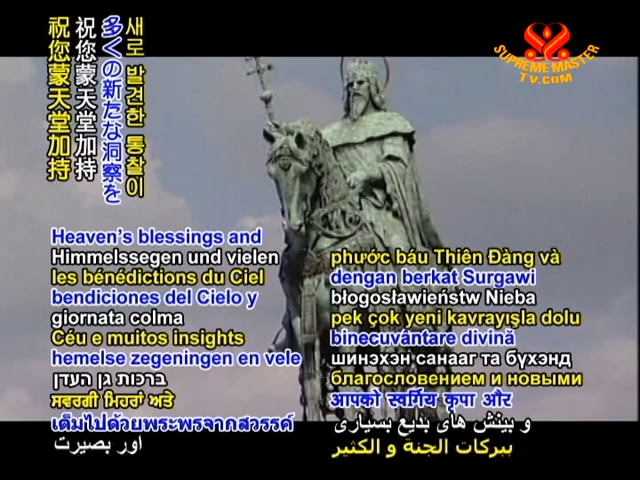 새로 발견한 통찰이
多くの新たな洞察を
祝您蒙天堂加持
祝您蒙天堂加持
SUPREME MASTER
TV.COM
Heaven's blessings and
Himmelssegen und vielen
les bénédictions du Ciel
bendiciones del Cielo y
giornata colma
Céu e muitos insights
hemelse zegeningen en vele
ברכות גן העדן
ਸਵਰਗੀ ਮਿਹਰਾਂ ਅਤੇ
เต็มไปด้วยพระพรจากสวรรค์
اور بصیرت
phước báu Thiên Đàng và
dengan berkat Surgawi
błogosławieństw Nieba
pek çok yeni kavrayışla dolu
binecuvântare divină
шинэхэн санааг та бүхэнд
благословением и новыми
आपको स्वर्गीय कृपा और
و بینش های بدیع بسیاری
ببركات الجنة و الكثير